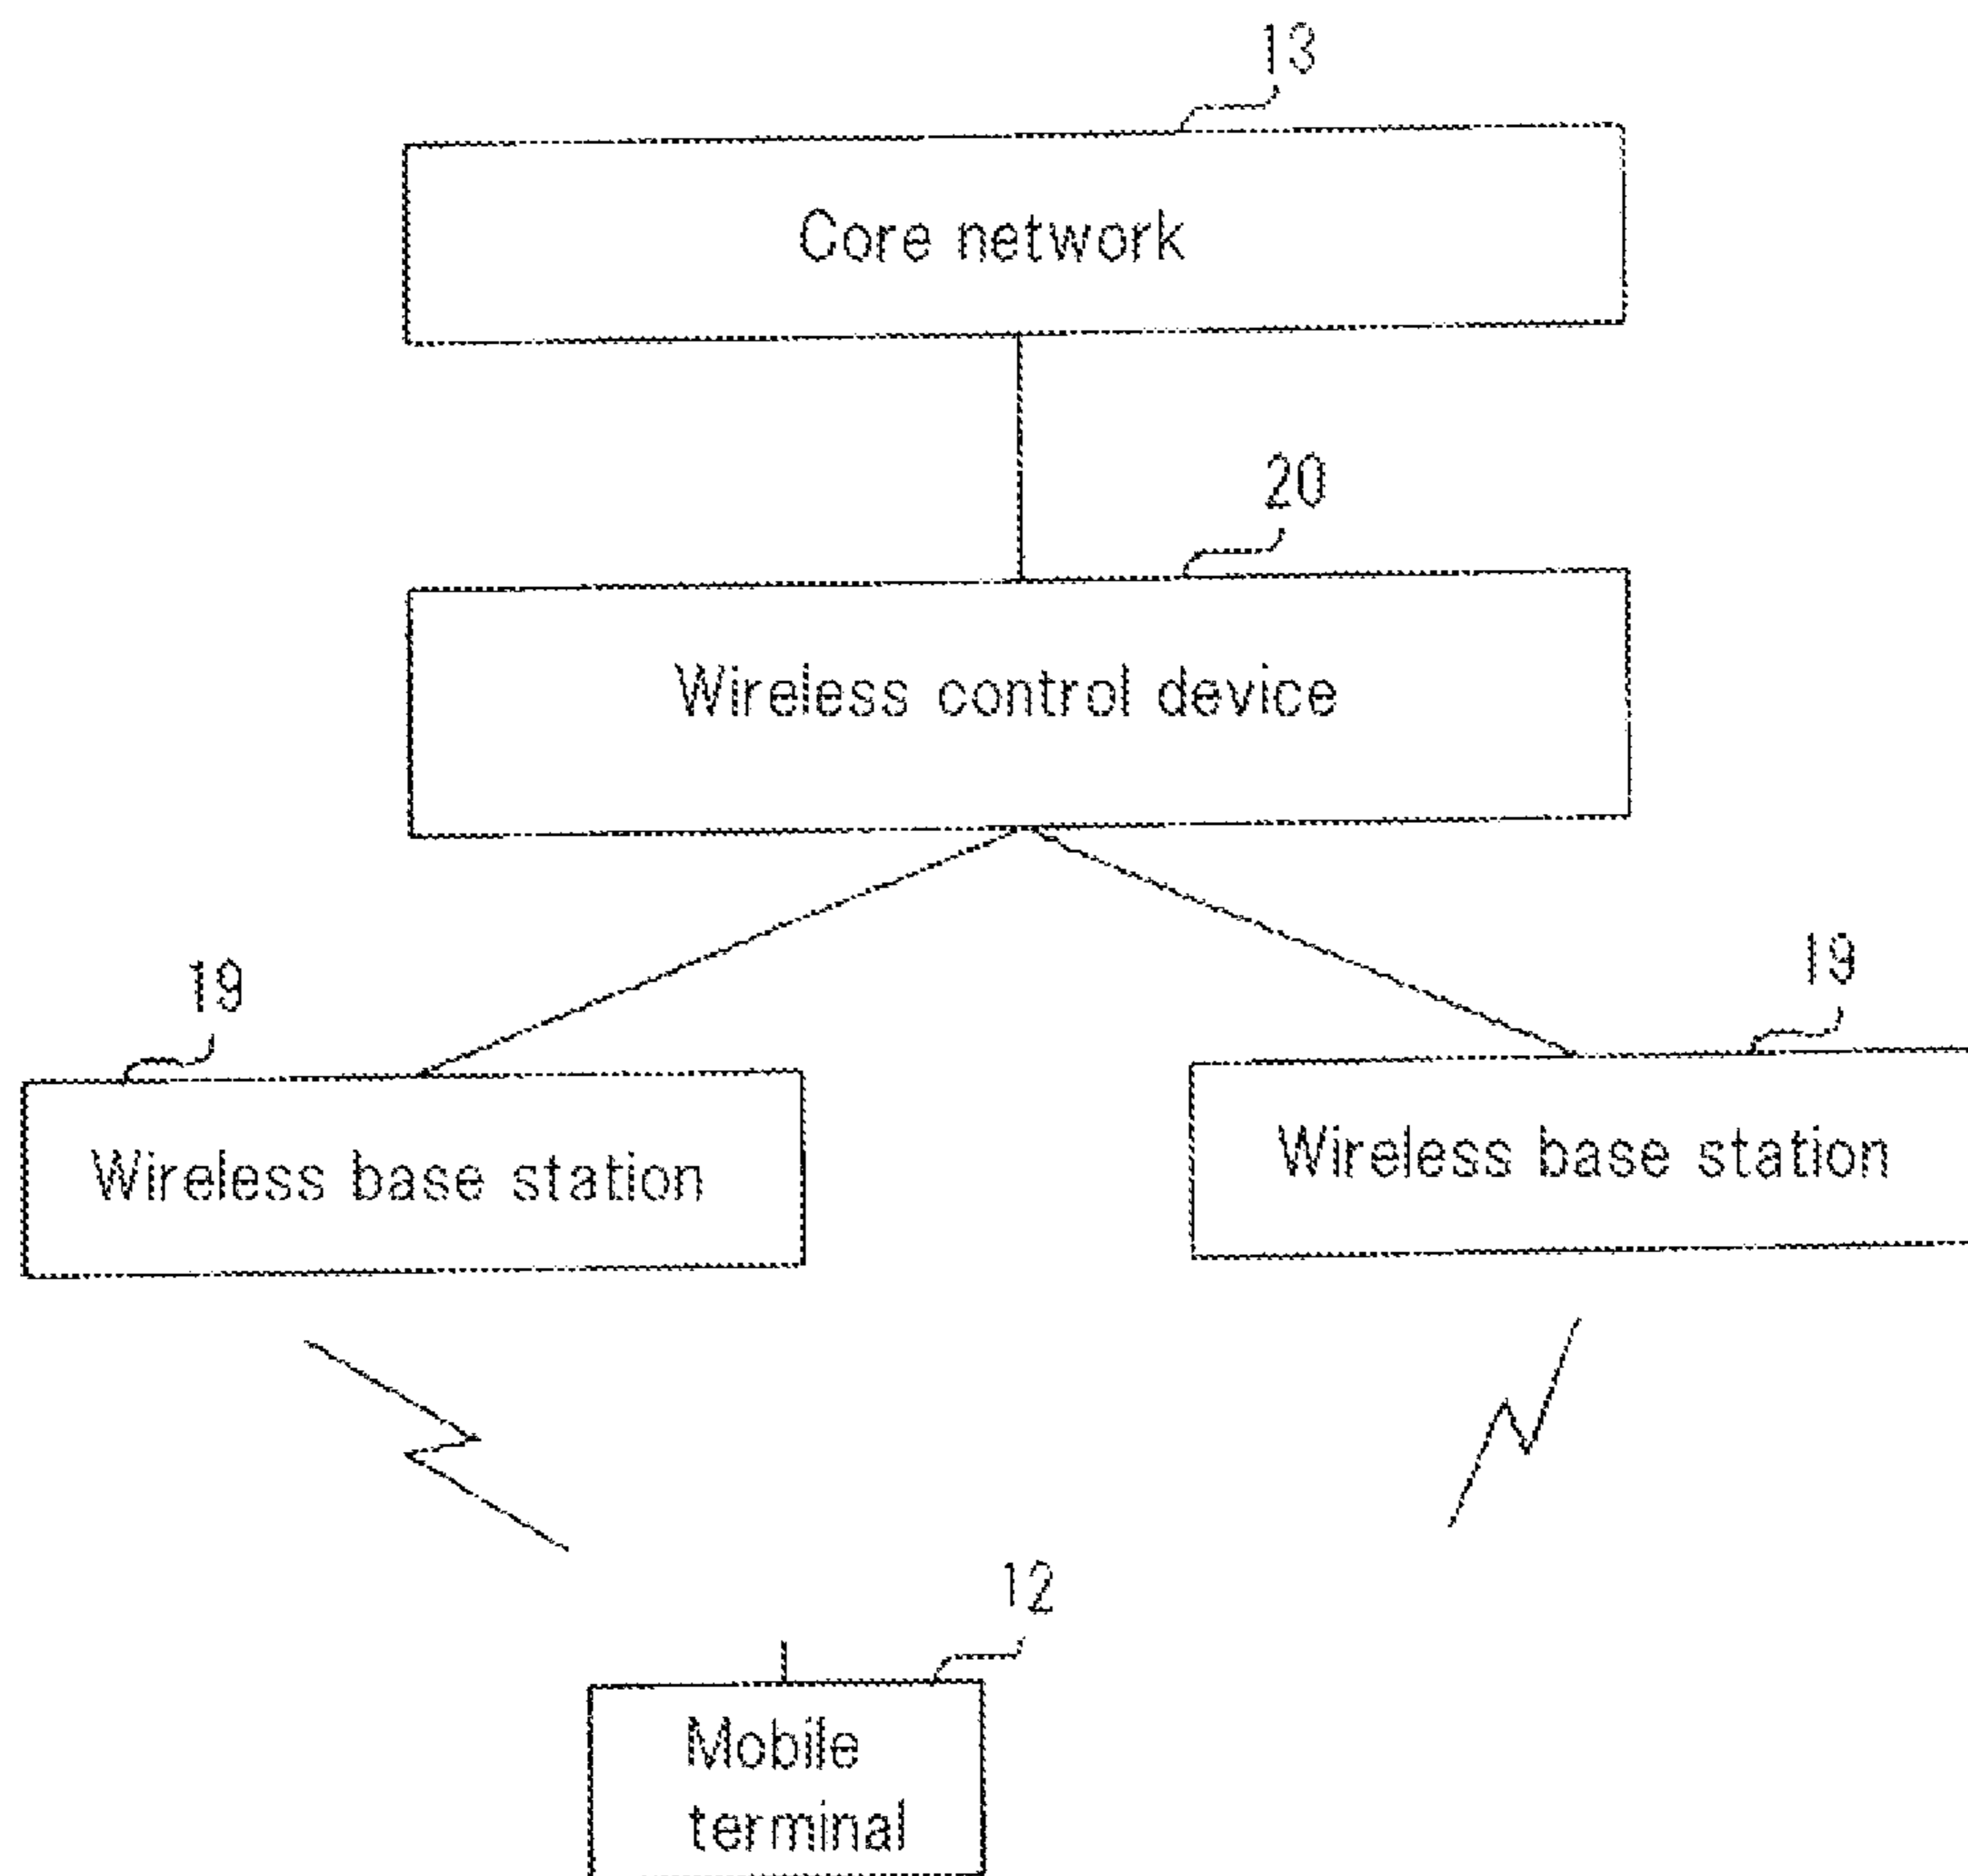 13
Core network
20
Wireless control device
19
19
Wireless base station
Wireless base station
12
Mobile
terminal